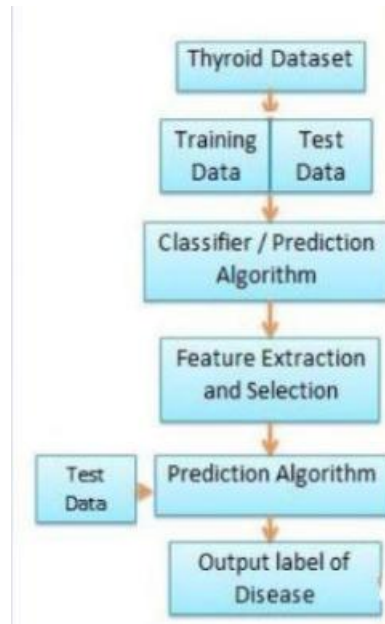 Thyroid Dataset
Training
Data
Test
Data
Classifier / Prediction
Algorithm
Feature Extraction
and Selection
Test
Data
Prediction Algorithm
Output label of
Disease